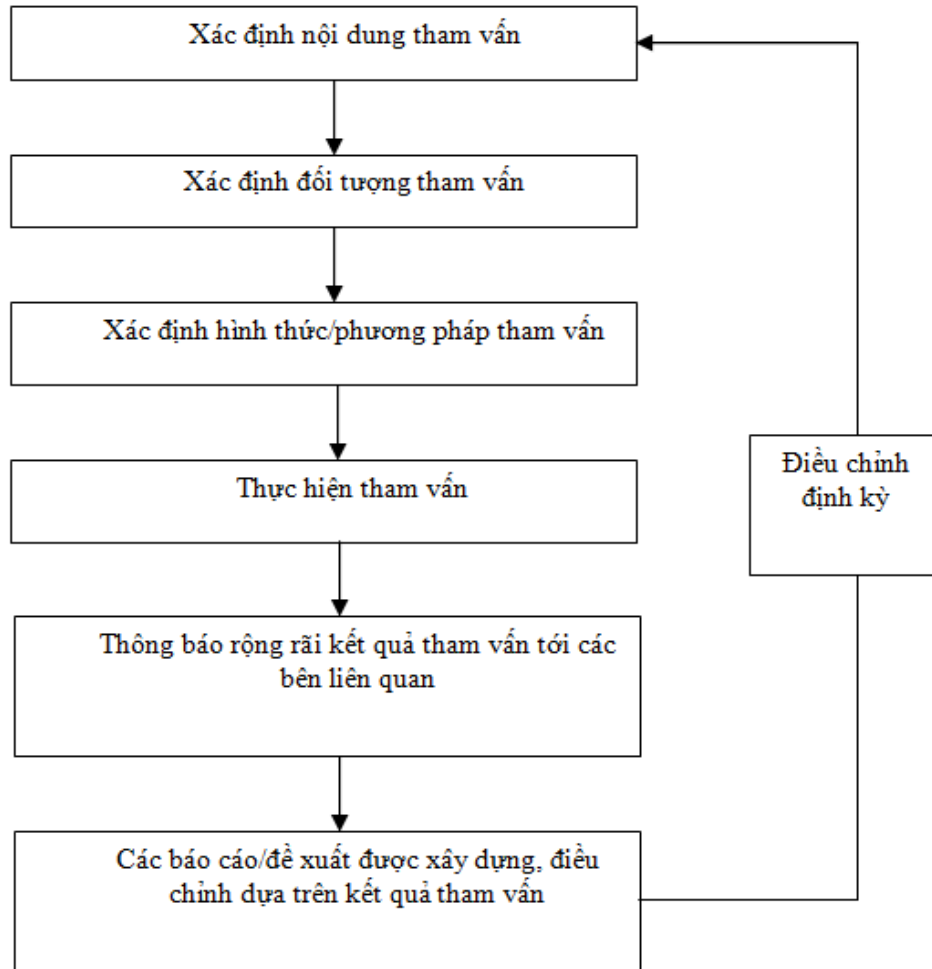 Xác định nội dung tham vấn
Xác định đối tượng tham vấn
Xác định hình thức/phương pháp tham vấn
Thực hiện tham vấn
Thông báo rộng rãi kết quả tham vấn tới các
bên liên quan
Các báo cáo/đề xuất được xây dựng, điều
chỉnh dựa trên kết quả tham vấn
Điều chỉnh
định kỳ